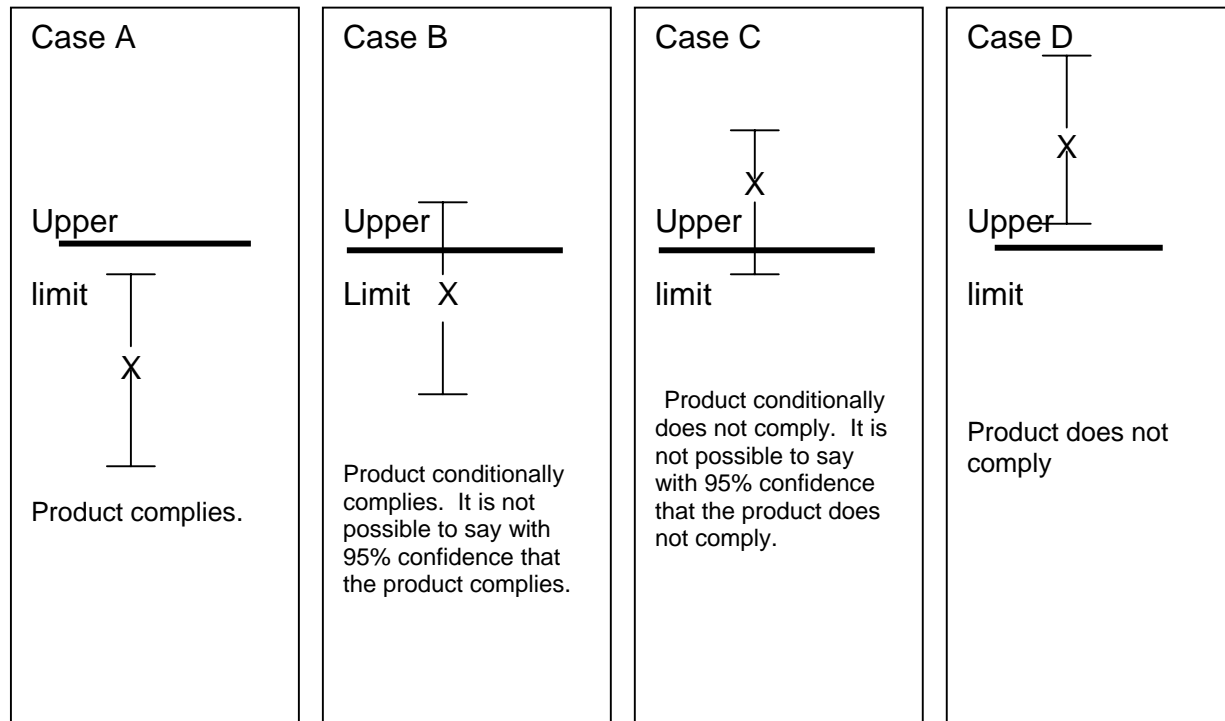 Case A
Upper
limit
X
Product complies.
Case B
Upper
Limit X
Product conditionally
complies. It is not
possible to say with
95% confidence that
the product complies.
Case C
X
Upper
limit
Product conditionally
does not comply. It is
not possible to say
with 95% confidence
that the product does
not comply.
Case D
X
Upper
limit
Product does not
comply